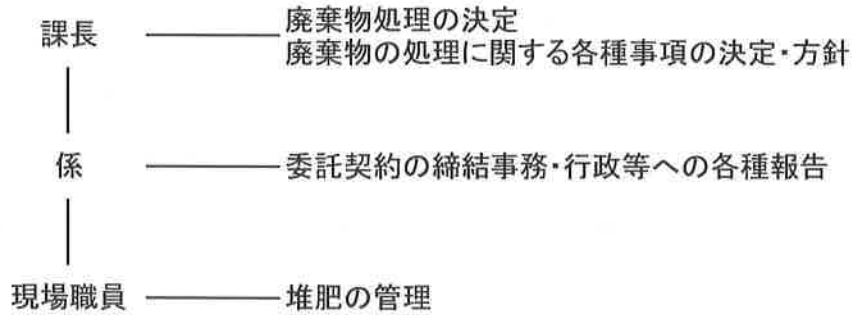 課長
廃棄物処理の決定
廃棄物の処理に関する各種事項の決定・方針
係
委託契約の締結事務・行政等への各種報告
現場職員
堆肥の管理